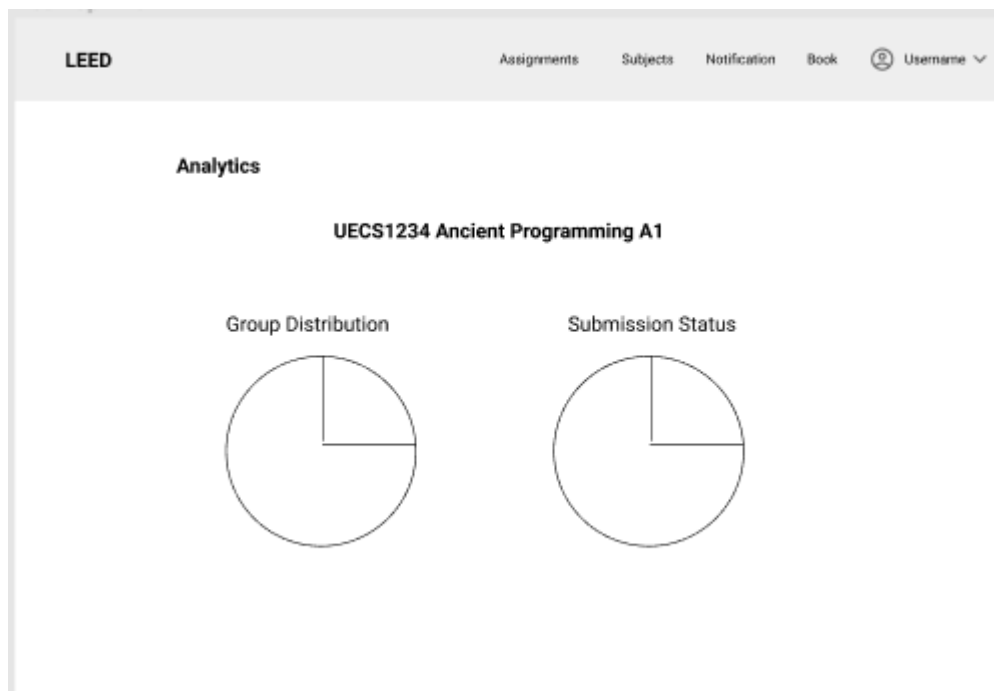 LEED Assignments Subjects Notification Book Username
Analytics
UECS1234 Ancient Programming A1
Group Distribution Submission Status